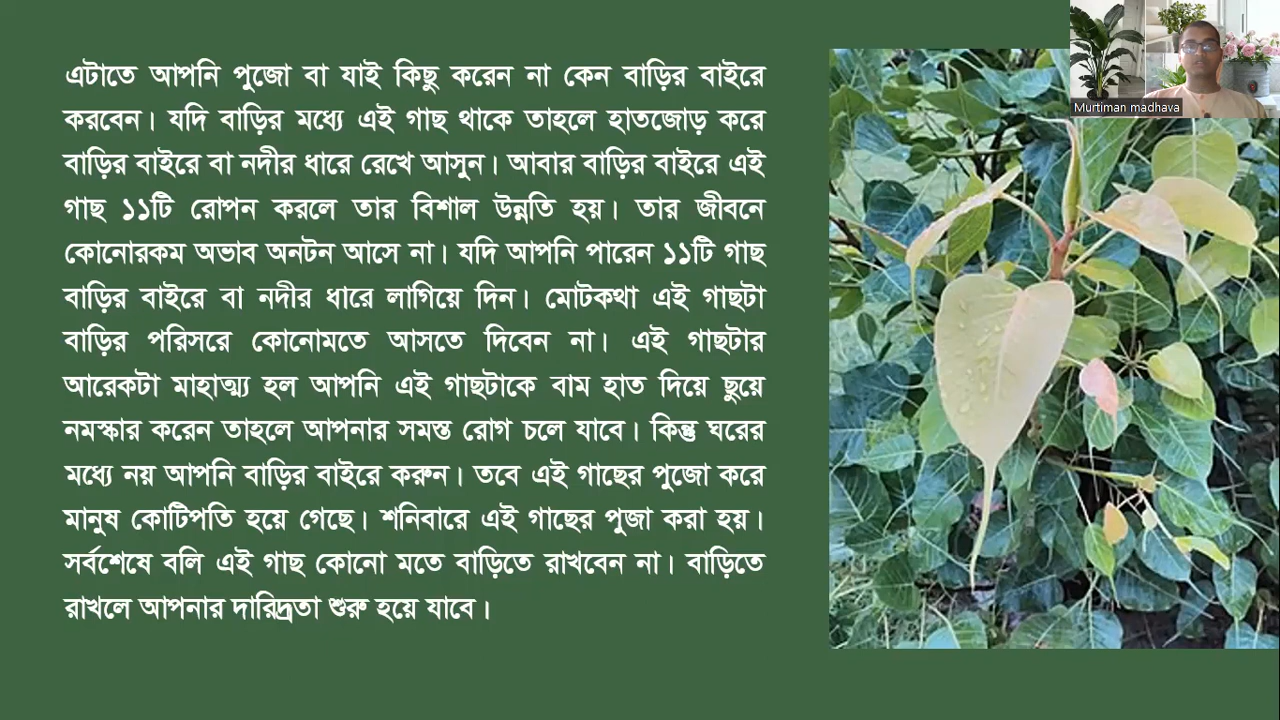 এটাতে আপনি পুজো বা যাই কিছু করেন না কেন বাড়ির বাইরে
করবেন। যদি বাড়ির মধ্যে এই গাছ থাকে তাহলে হাতজোড় করে
বাড়ির বাইরে বা নদীর ধারে রেখে আসুন। আবার বাড়ির বাইরে এই
গাছ ১১টি রোপন করলে তার বিশাল উন্নতি হয়। তার জীবনে
কোনোরকম অভাব অনটন আসে না। যদি আপনি পারেন ১১টি গাছ
বাড়ির বাইরে বা নদীর ধারে লাগিয়ে দিন। মোটকথা এই গাছটা
বাড়ির পরিসরে কোনোমতে আসতে দিবেন না। এই গাছটার
আরেকটা মাহাত্ম্য হল আপনি এই গাছটাকে বাম হাত দিয়ে ছুয়ে
নমস্কার করেন তাহলে আপনার সমস্ত রোগ চলে যাবে। কিন্তু ঘরের
মধ্যে নয় আপনি বাড়ির বাইরে করুন। তবে এই গাছের পুজো করে
মানুষ কোটিপতি হয়ে গেছে। শনিবারে এই গাছের পুজা করা হয়।
সর্বশেষে বলি এই গাছ কোনো মতে বাড়িতে রাখবেন না। বাড়িতে
রাখলে আপনার দারিদ্রতা শুরু হয়ে যাবে।
Murtiman madhava